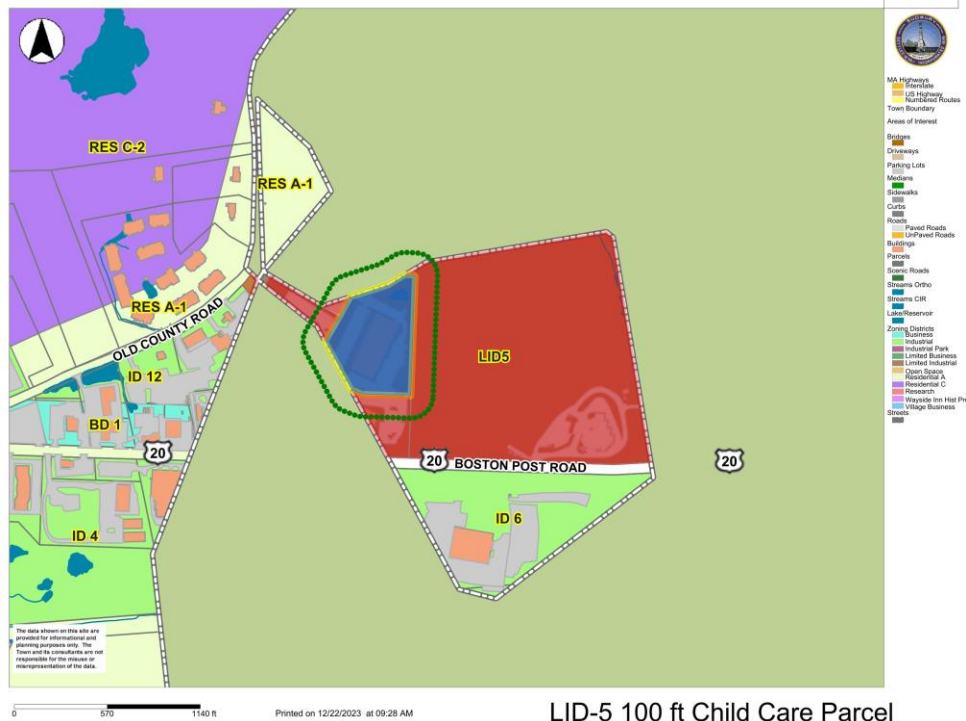 RES C-2
RES A-1
RES A-1
OLD COUNTY ROAD
ID 12
BD 1
20
ID 4
LID5
20
BOSTON POST ROAD
20
ID 6
The data shown on this site are
provided for informational and
planning purposes only. The
Town and its consultants are not
responsible for the misuse or
misrepresentation of the data.
MA Highways
Interstate
US Highway
Numbered Routes
Town Boundary
Areas of Interest
Bridges
Driveways
Parking Lots
Medians
Sidewalks
Curbs
Roads
Paved Roads
UnPaved Roads
Buildings
Parcels
Scenic Roads
Streams Ortho
Streams CIR
Lake/Reservoir
Zoning Districts
Business
Industrial
Industrial Park
Limited Business
Limited Industrial
Open Space
Residential A
Residential C
Research
Wayside Inn Hist Pre
Village Business
Streets
0 570 1140 ft
Printed on 12/22/2023 at 09:28 AM
LID-5 100 ft Child Care Parcel